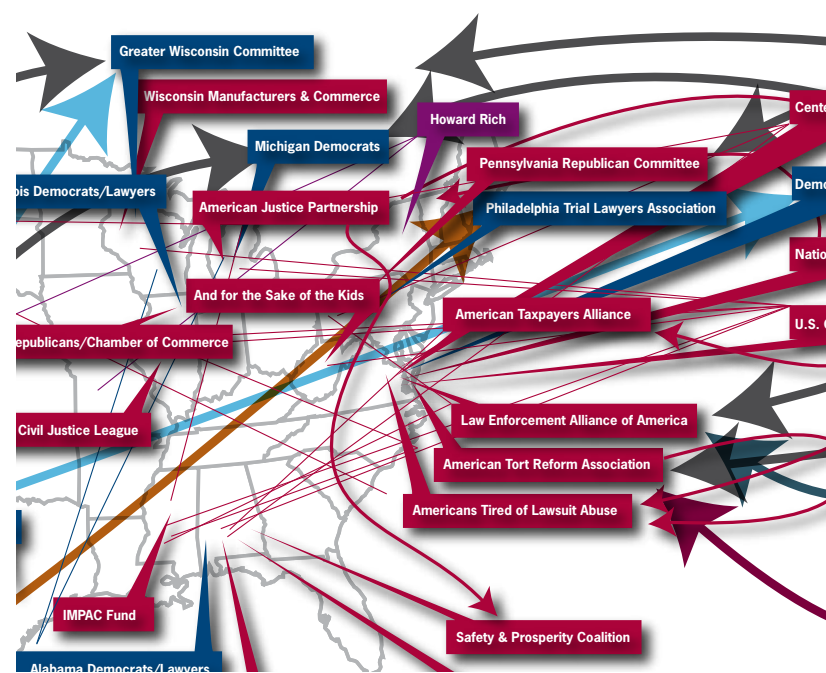 Greater Wisconsin Committee
Wisconsin Manufacturers & Commerce
Howard Rich
Michigan Democrats
Pennsylvania Republican Committee
Democrats/Lawyers
American Justice Partnership
Philadelphia Trial Lawyers Association
And for the Sake of the Kids
American Taxpayers Alliance
U.S.
/Chamber of Commerce
Law Enforcement Alliance of America
Civil Justice League
American Tort Reform Association
Americans Tired of Lawsuit Abuse
IMPAC Fund
Safety & Prosperity Coalition
Alabama Democrats/Lawyers